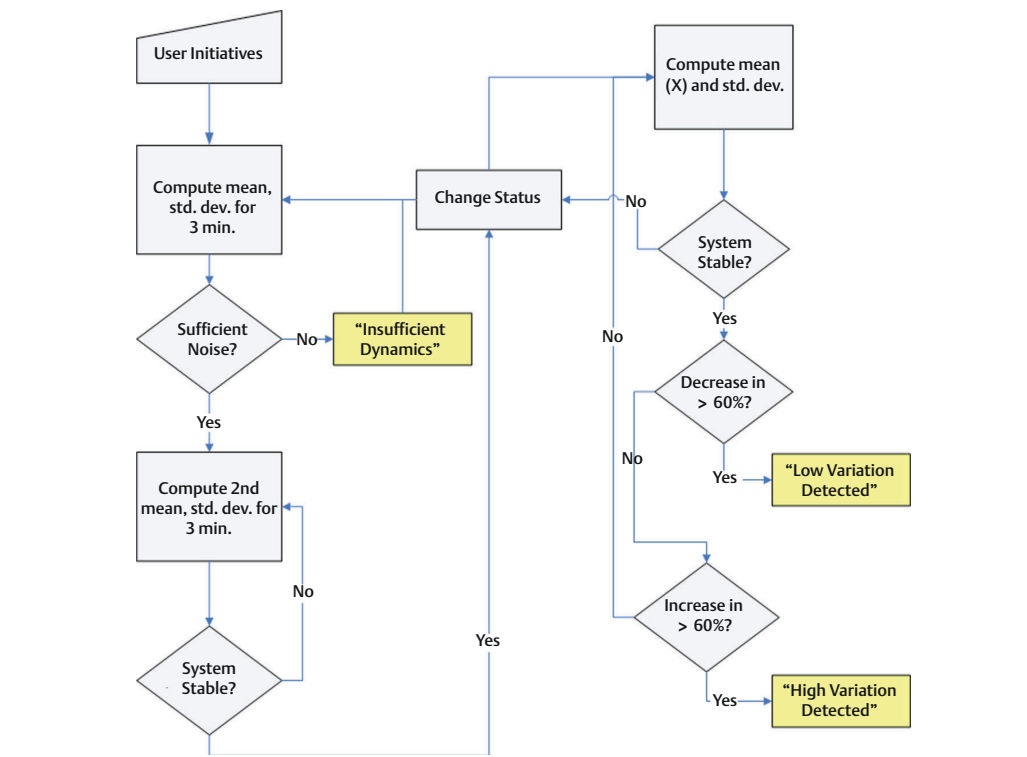 User Initiatives
Compute mean,
std. dev. for
3 min.
Sufficient
Noise?
No
"Insufficient
Dynamics"
Yes
Compute 2nd
mean, std. dev. for
3 min.
No
System
Stable?
Yes
Change Status
Compute mean
(X) and std. dev.
No
System
Stable?
Yes
No
Decrease in
> 60%?
No
Yes
“Low Variation
Detected”
Increase in
> 60%?
Yes
“High Variation
Detected”